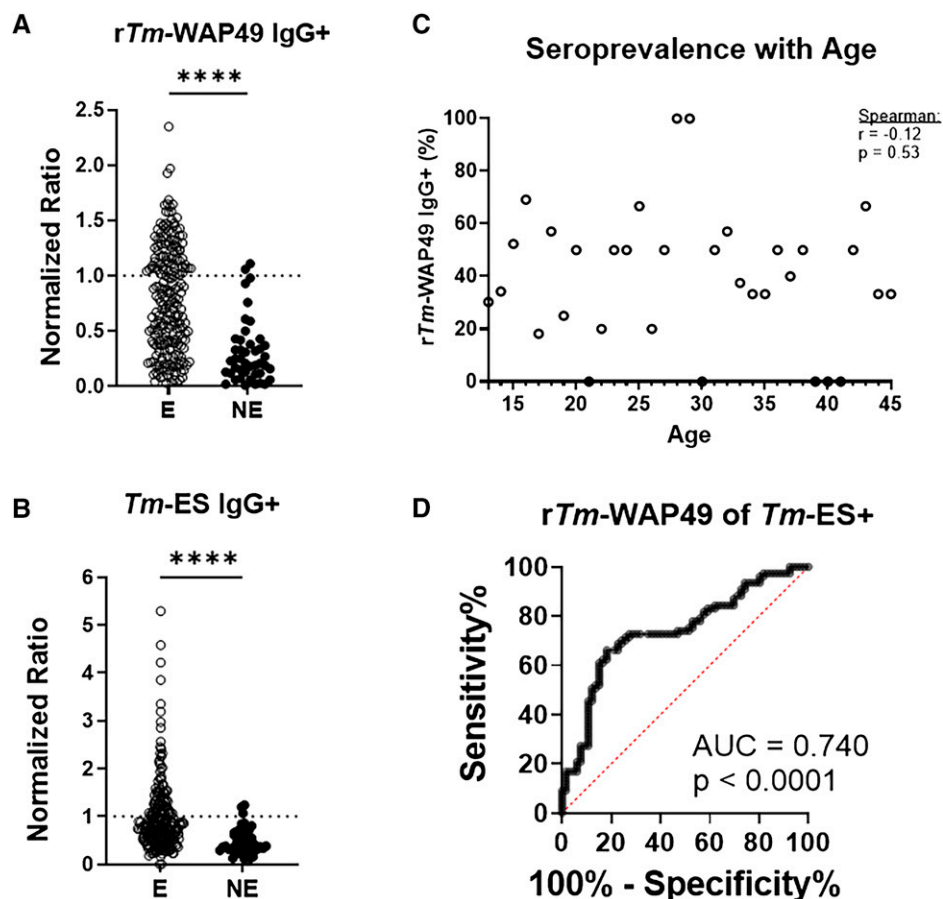 A
rTm-WAP49 IgG+
****
Normalized Ratio
2.5
2.0
1.5
1.0
0.5
0.0
E NE
B
Tm-ES IgG+
****
Normalized Ratio
6
5
4
3
2
1
0
E NE
C
Seroprevalence with Age
Spearman:
r = -0.12
p = 0.53
rTm-WAP49 IgG+ (%)
100
80
60
40
20
0
15 20 25 30 35 40 45
Age
D
rTm-WAP49 of Tm-ES+
Sensitivity%
100
80
60
40
20
0
AUC = 0.740
p < 0.0001
0 20 40 60 80 100
100% - Specificity%